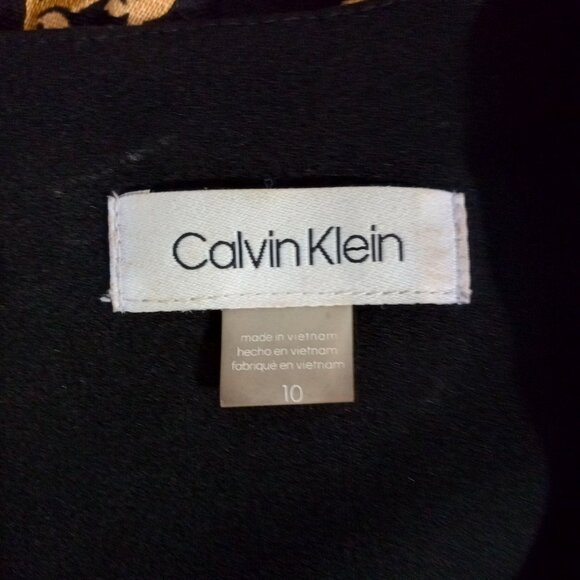 Calvin Klein
made in vietnam
hecho en vietnam
fabriqué en vietnam
10